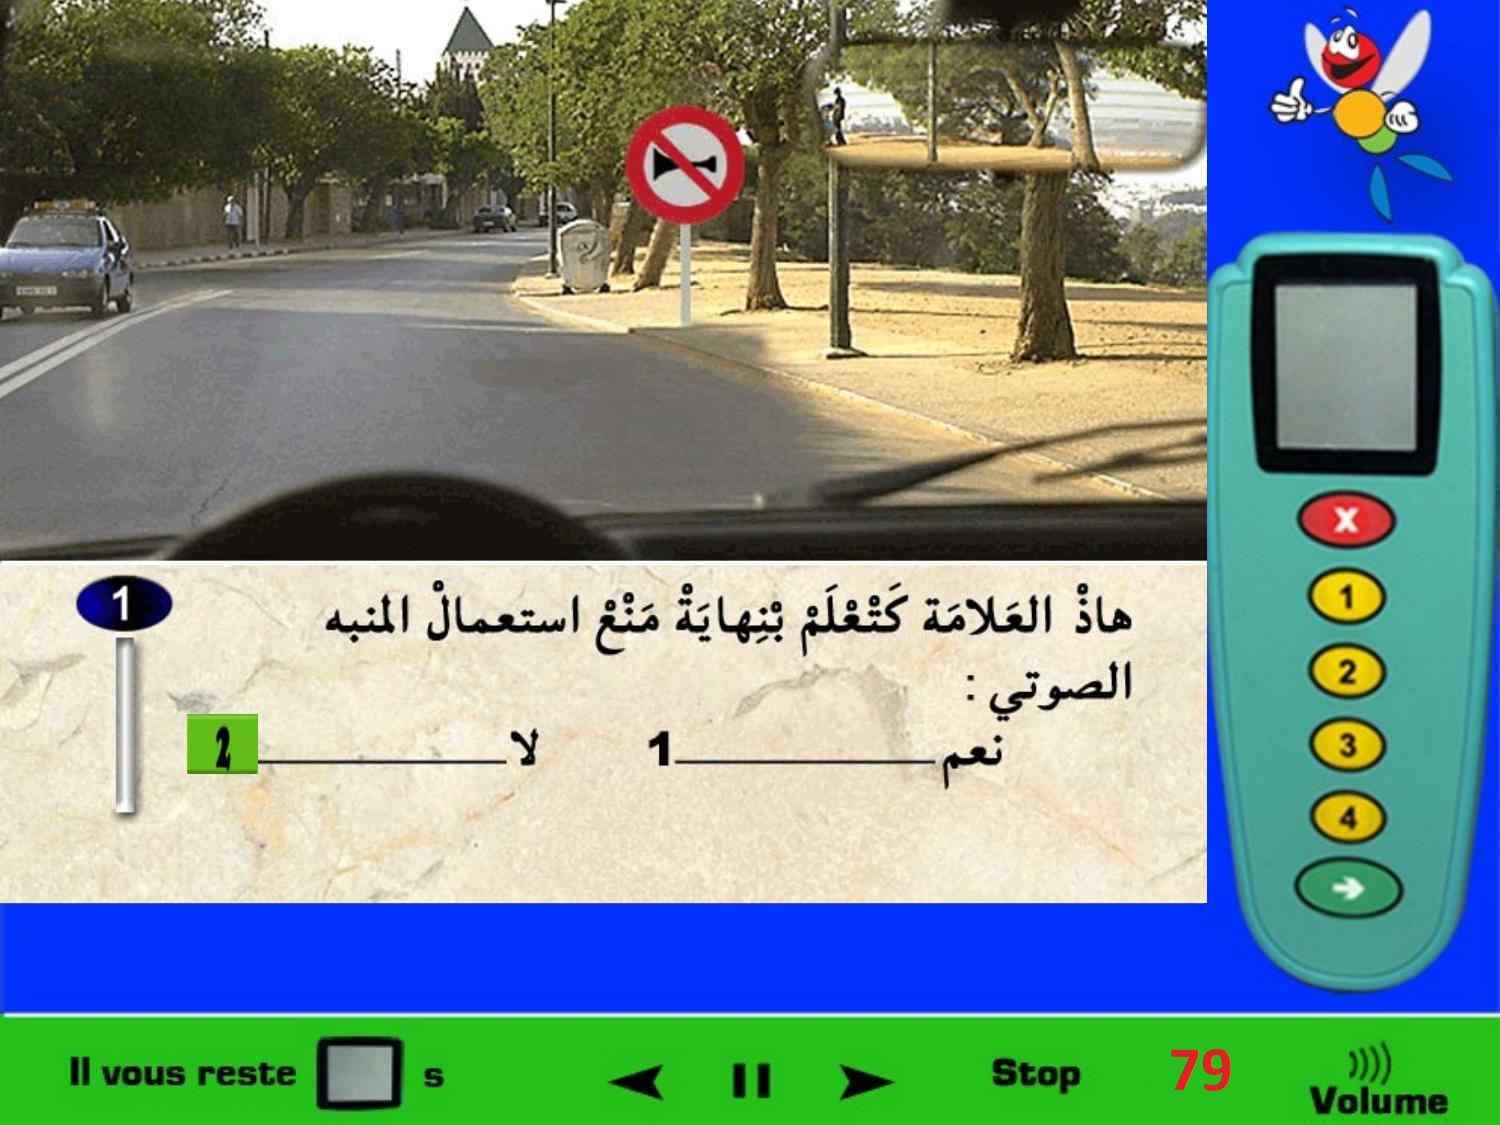 هاذْ العَلامَة كَتْعْلَمْ بْنِهايَةْ مَنْعْ استعمالْ المنبه
الصوتي :
نعم 1 لا 2
1
X
1
2
3
4
Il vous reste s Stop 79
Volume